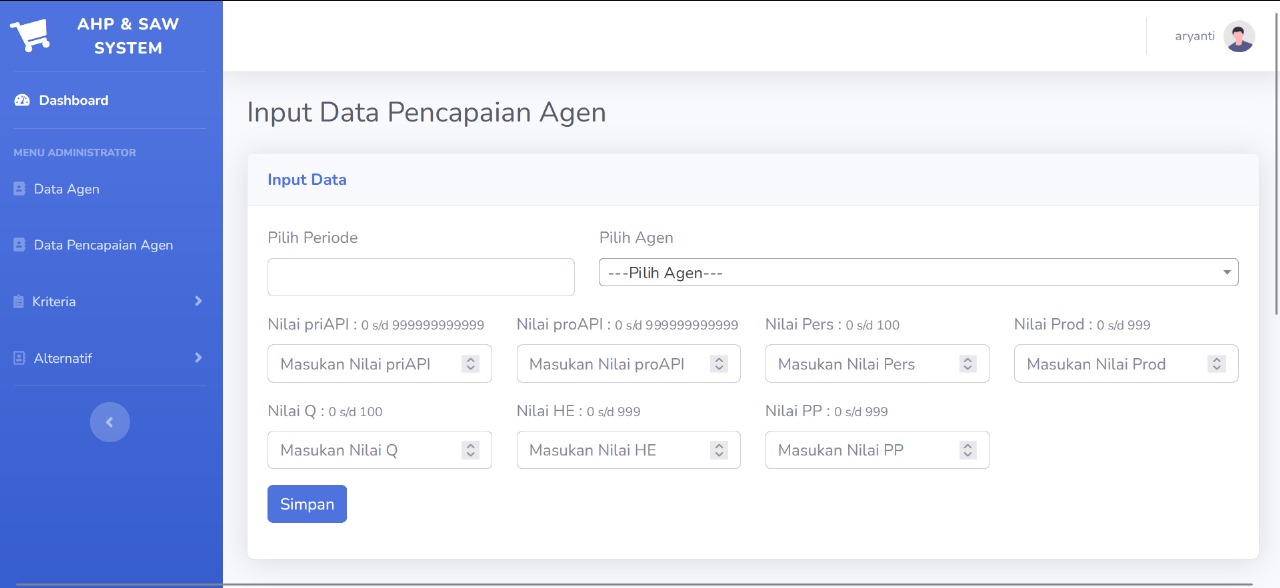 AHP & SAW
SYSTEM
aryanti
Dashboard
MENU ADMINISTRATOR
Data Agen
Data Pencapaian Agen
Kriteria
Alternatif
Input Data Pencapaian Agen
Input Data
Pilih Periode
Pilih Agen
---Pilih Agen---
Nilai priAPI : 0 s/d 999999999999
Nilai proAPI : 0 s/d 999999999999
Nilai Pers : 0 s/d 100
Nilai Prod : 0 s/d 999
Masukan Nilai priAPI
Masukan Nilai proAPI
Masukan Nilai Pers
Masukan Nilai Prod
Nilai Q : 0 s/d 100
Nilai HE : 0 s/d 999
Nilai PP : 0 s/d 999
Masukan Nilai Q
Masukan Nilai HE
Masukan Nilai PP
Simpan